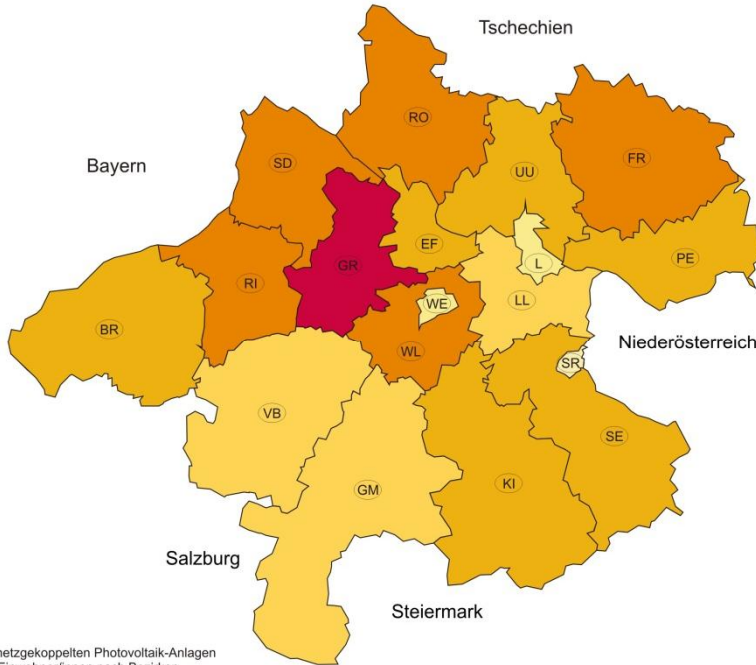 Tschechien
RO
SD
FR
Bayern
UU
EF
PE
GR
L
RI
LL
WE
BR
Niederösterreich
WL
SR
VB
SE
GM
KI
Salzburg
Steiermark
netzgekoppelten Photovoltaik-Anlagen